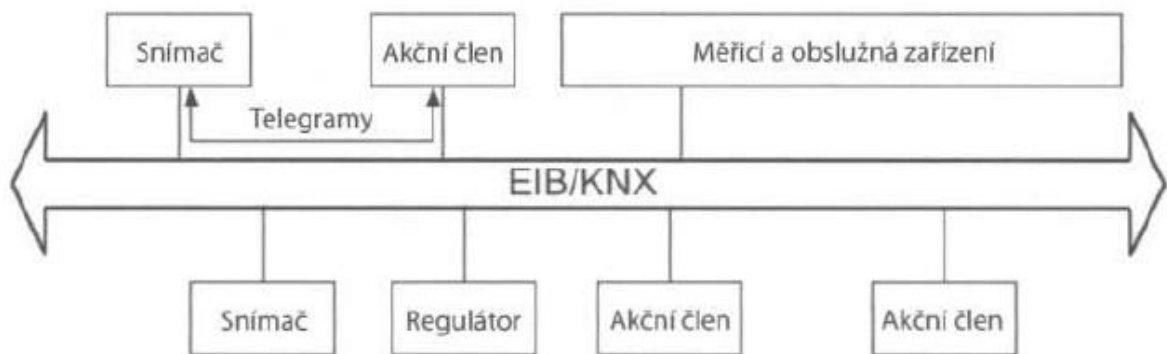 Snímač
Akční člen
Měřicí a obslužná zařízení
Telegramy
EIB/KNX
Snímač
Regulátor
Akční člen
Akční člen